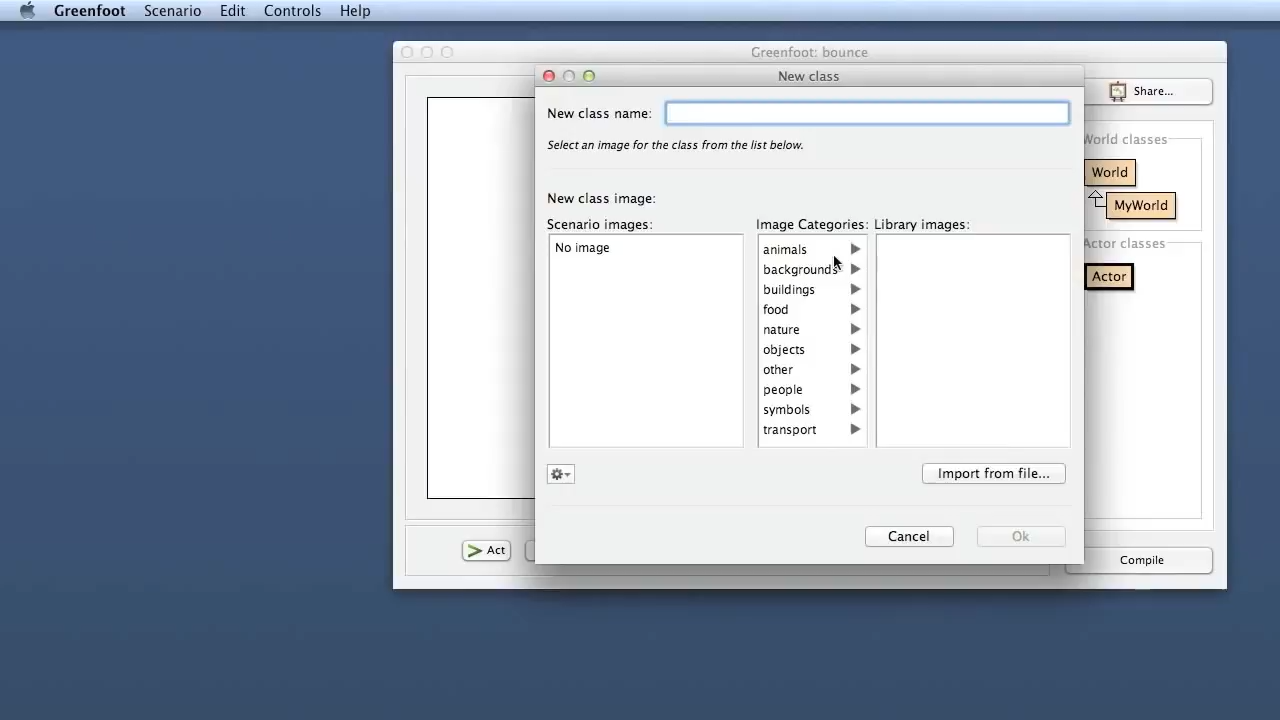 Greenfoot Scenario Edit Controls Help
Greenfoot: bounce
New class
Share...
New class name:
Select an image for the class from the list below.
World classes
World
MyWorld
New class image:
Scenario images:
Image Categories:
Library images:
No image
animals
backgrounds
buildings
food
nature
objects
other
people
symbols
transport
Actor classes
Actor
Import from file...
Cancel
Ok
Act
Compile